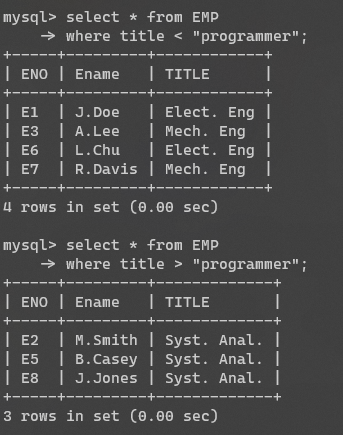 mysql> select * from EMP
    -> where title < "programmer";
+-----+---------+------------+
| ENO | Ename   | TITLE      |
+-----+---------+------------+
| E1  | J.Doe   | Elect. Eng |
| E3  | A.Lee   | Mech. Eng  |
| E6  | L.Chu   | Elect. Eng |
| E7  | R.Davis | Mech. Eng  |
+-----+---------+------------+
4 rows in set (0.00 sec)

mysql> select * from EMP
    -> where title > "programmer";
+-----+---------+-------------+
| ENO | Ename   | TITLE       |
+-----+---------+-------------+
| E2  | M.Smith | Syst. Anal. |
| E5  | B.Casey | Syst. Anal. |
| E8  | J.Jones | Syst. Anal. |
+-----+---------+-------------+
3 rows in set (0.00 sec)